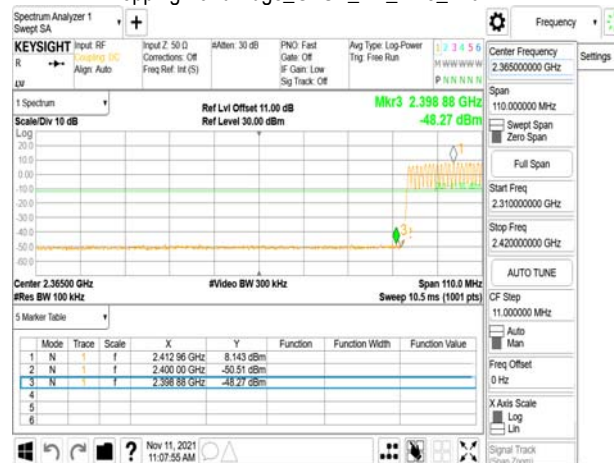 Spectrum Analyzer 1
Swept SA
Frequency
Settings
KEYSIGHT
R
Input: RF
Coupling: DC
Align: Auto
Input Z: 50 Ω
Corrections: Off
Freq Ref: Int (S)
#Atten: 30 dB
PNO: Fast
Gate: Off
IF Gain: Low
Sig Track: Off
Avg Type: Log-Power
Trig: Free Run
1 2 3 4 5 6
M W W W W W
P N N N N N
1 Spectrum
Scale/Div 10 dB
Ref Lvl Offset 11.00 dB
Ref Level 30.00 dBm
Mkr3 2.398 88 GHz
-48.27 dBm
Log
20.0
10.0
0.00
-10.0
-20.0
-30.0
-40.0
-50.0
-60.0
1
3
Center 2.36500 GHz
#Res BW 100 kHz
#Video BW 300 kHz
Span 110.0 MHz
Sweep 10.5 ms (1001 pts)
5 Marker Table
Mode Trace Scale X Y Function Function Width Function Value
1 N 1 f 2.412 96 GHz 8.143 dBm
2 N 1 f 2.400 00 GHz -50.51 dBm
3 N 1 f 2.398 88 GHz -48.27 dBm
4
5
6
Nov 11, 2021
11:07:55 AM
Center Frequency
2.365000000 GHz
Span
110.000000 MHz
Swept Span
Zero Span
Full Span
Start Freq
2.310000000 GHz
Stop Freq
2.420000000 GHz
AUTO TUNE
CF Step
11.000000 MHz
Auto
Man
Freq Offset
0 Hz
X Axis Scale
Log
Lin
Signal Track
(Span Zoom)